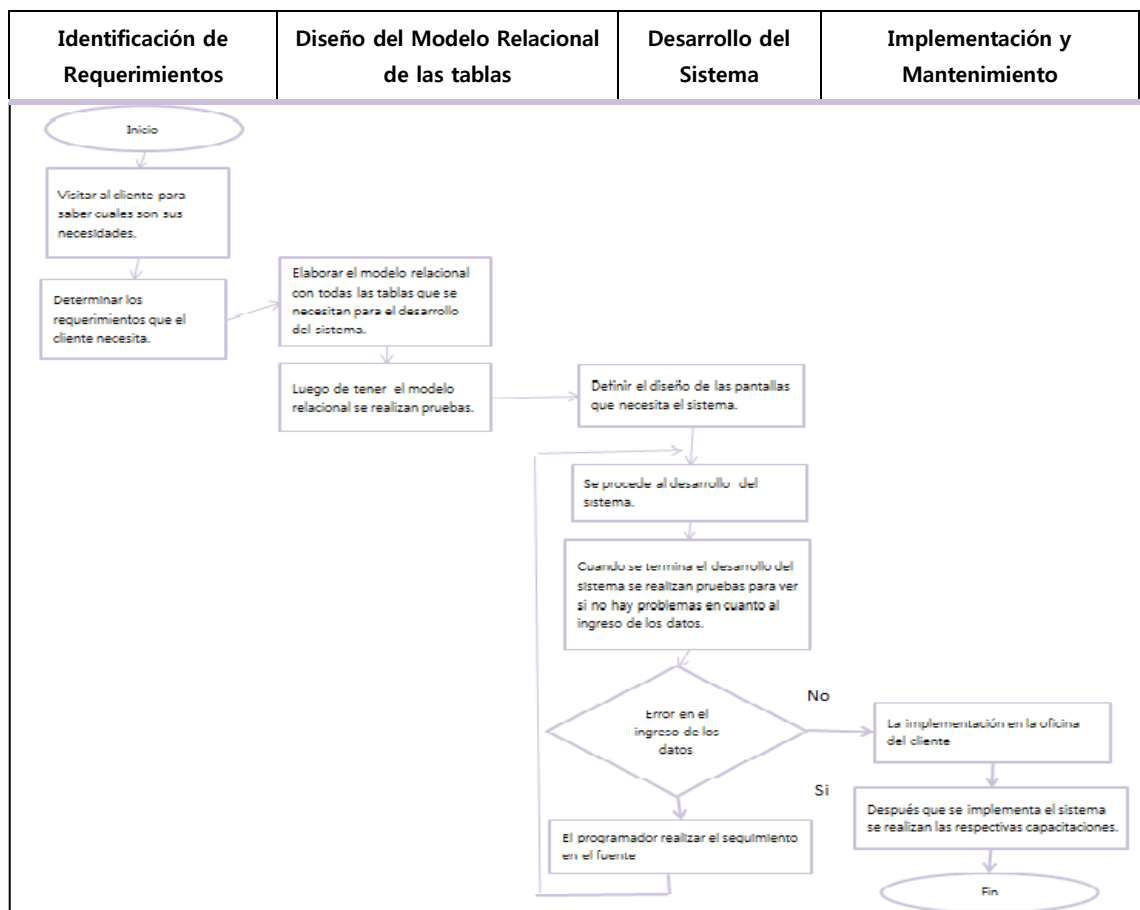 Identificación de
Requerimientos
Diseño del Modelo Relacional
de las tablas
Desarrollo del
Sistema
Implementación y
Mantenimiento
Inicio
Visitar al cliente para
saber cuales son sus
necesidades.
Determinar los
requerimientos que el
cliente necesita.
Elaborar el modelo relacional
con todas las tablas que se
necesitan para el desarrollo
del sistema.
Luego de tener el modelo
relacional se realizan pruebas.
Definir el diseño de las pantallas
que necesita el sistema.
Se procede al desarrollo del
sistema.
Cuando se termina el desarrollo del
sistema se realizan pruebas para ver
si no hay problemas en cuanto al
ingreso de los datos.
Error en el
ingreso de los
datos
No
Si
El programador realizar el seguimiento
en el fuente
La implementación en la oficina
del cliente
Después que se implementa el sistema
se realizan las respectivas capacitaciones.
Fin